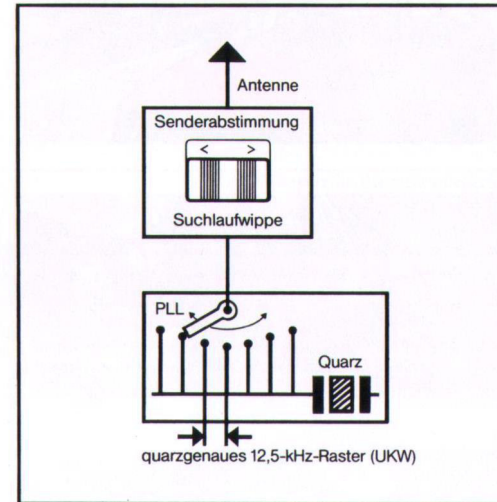 Antenne
Senderabstimmung
< >
Suchlaufwippe
PLL
Quarz
quarzgenaues 12,5-kHz-Raster (UKW)